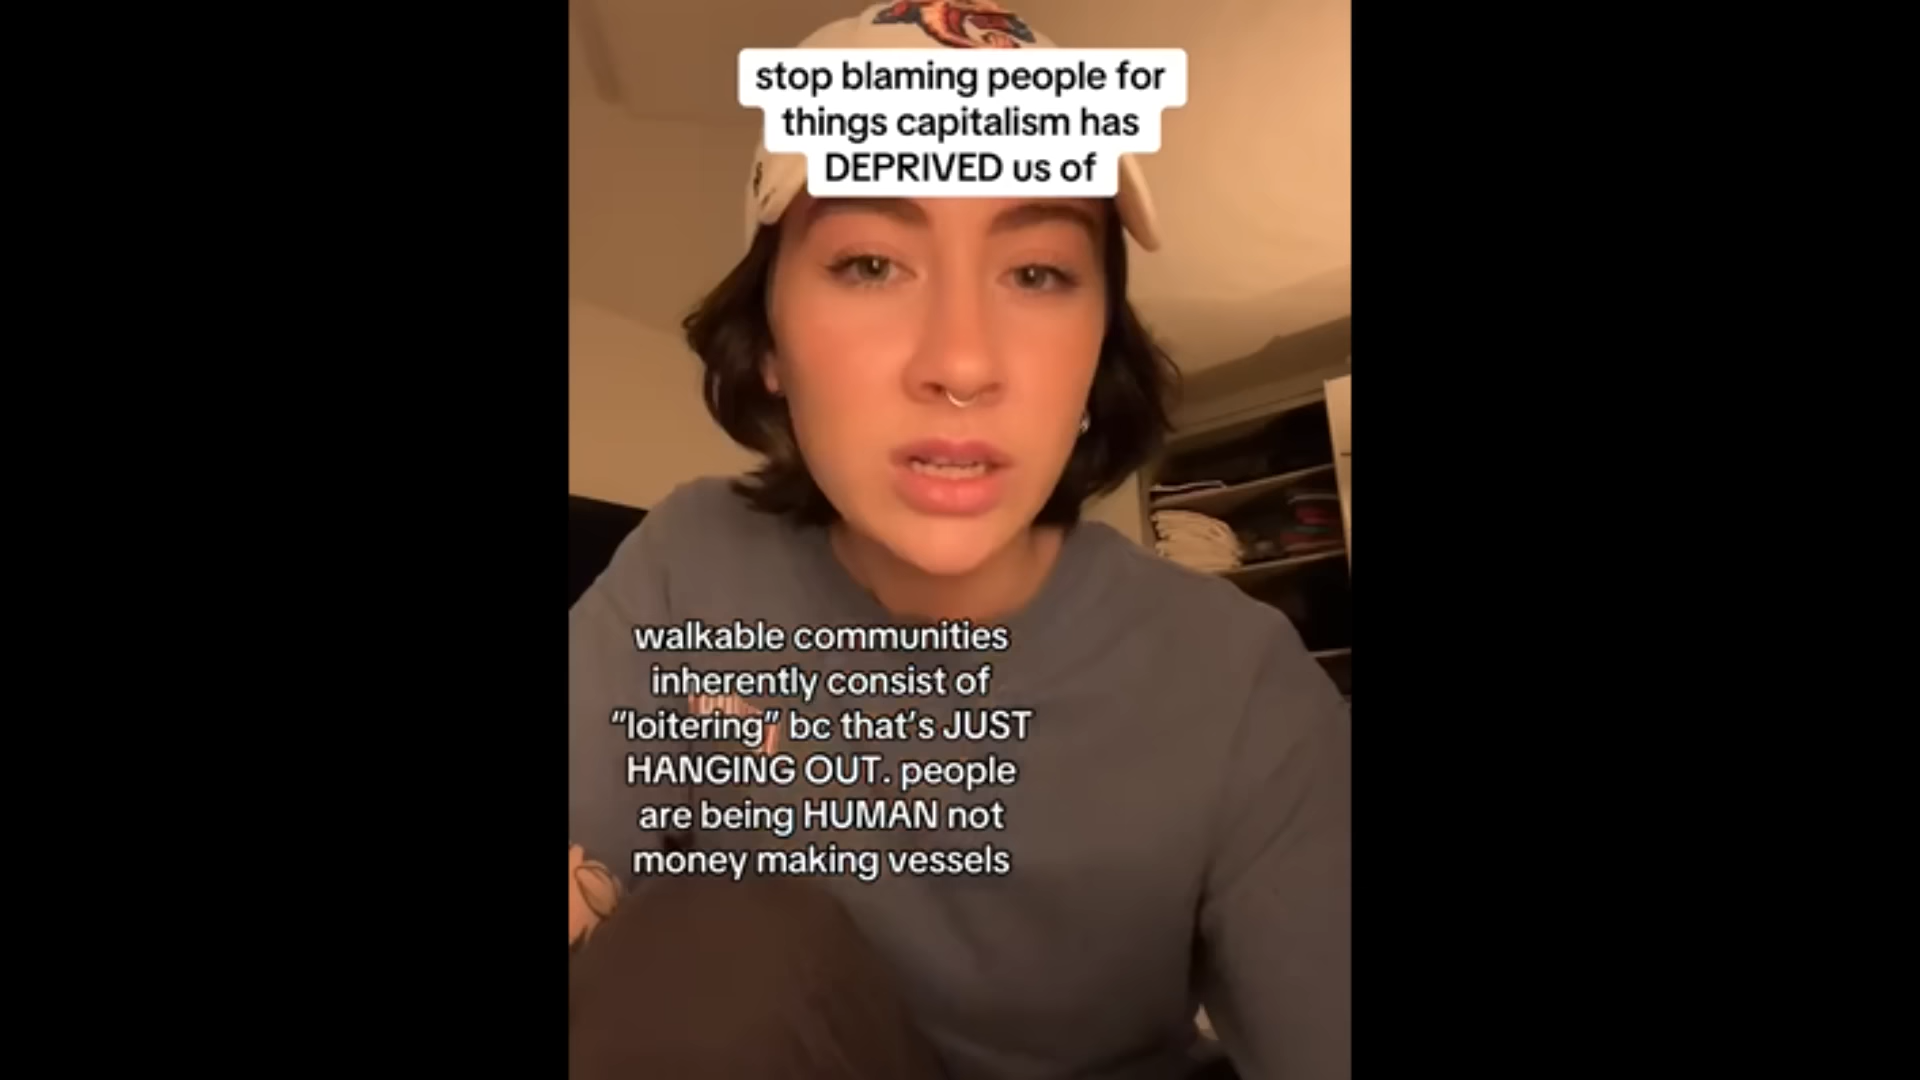 stop blaming people for
things capitalism has
DEPRIVED us of
walkable communities
inherently consist of
“loitering” bc that’s JUST
HANGING OUT. people
are being HUMAN not
money making vessels